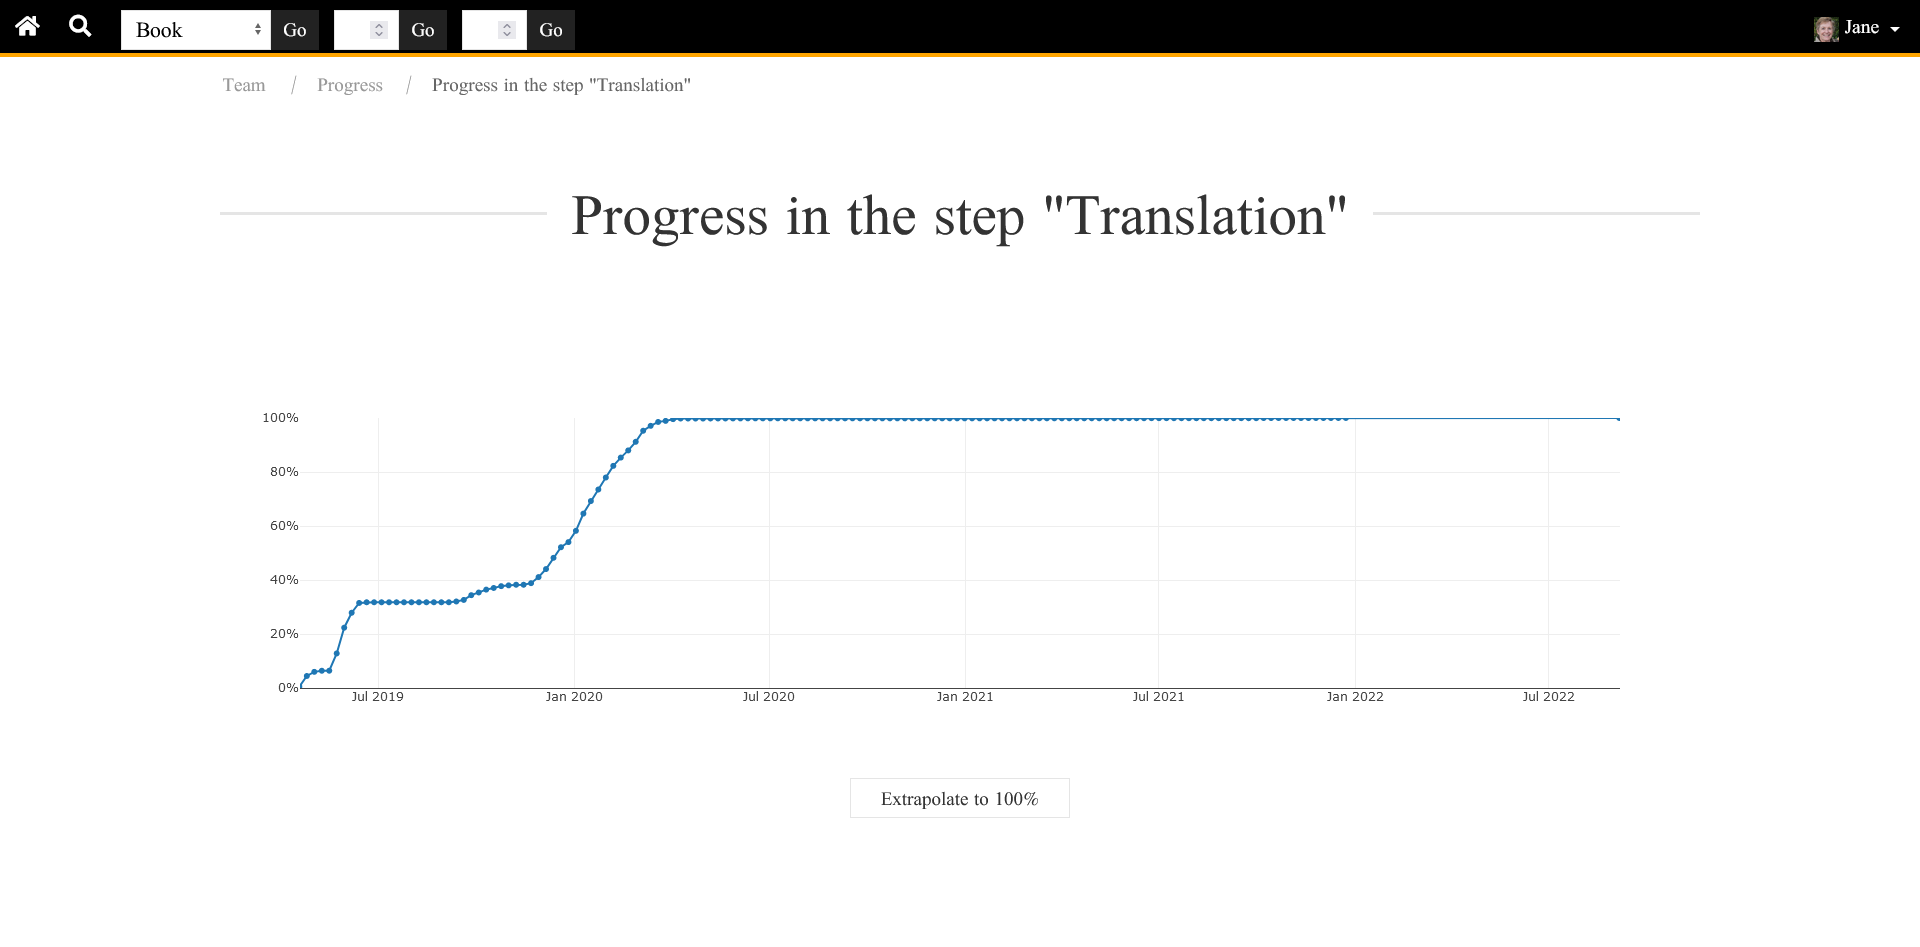 Book Go Go Go Jane
Team / Progress / Progress in the step "Translation"
Progress in the step "Translation"
100%
80%
60%
40%
20%
0%
Jul 2019 Jan 2020 Jul 2020 Jan 2021 Jul 2021 Jan 2022 Jul 2022
Extrapolate to 100%